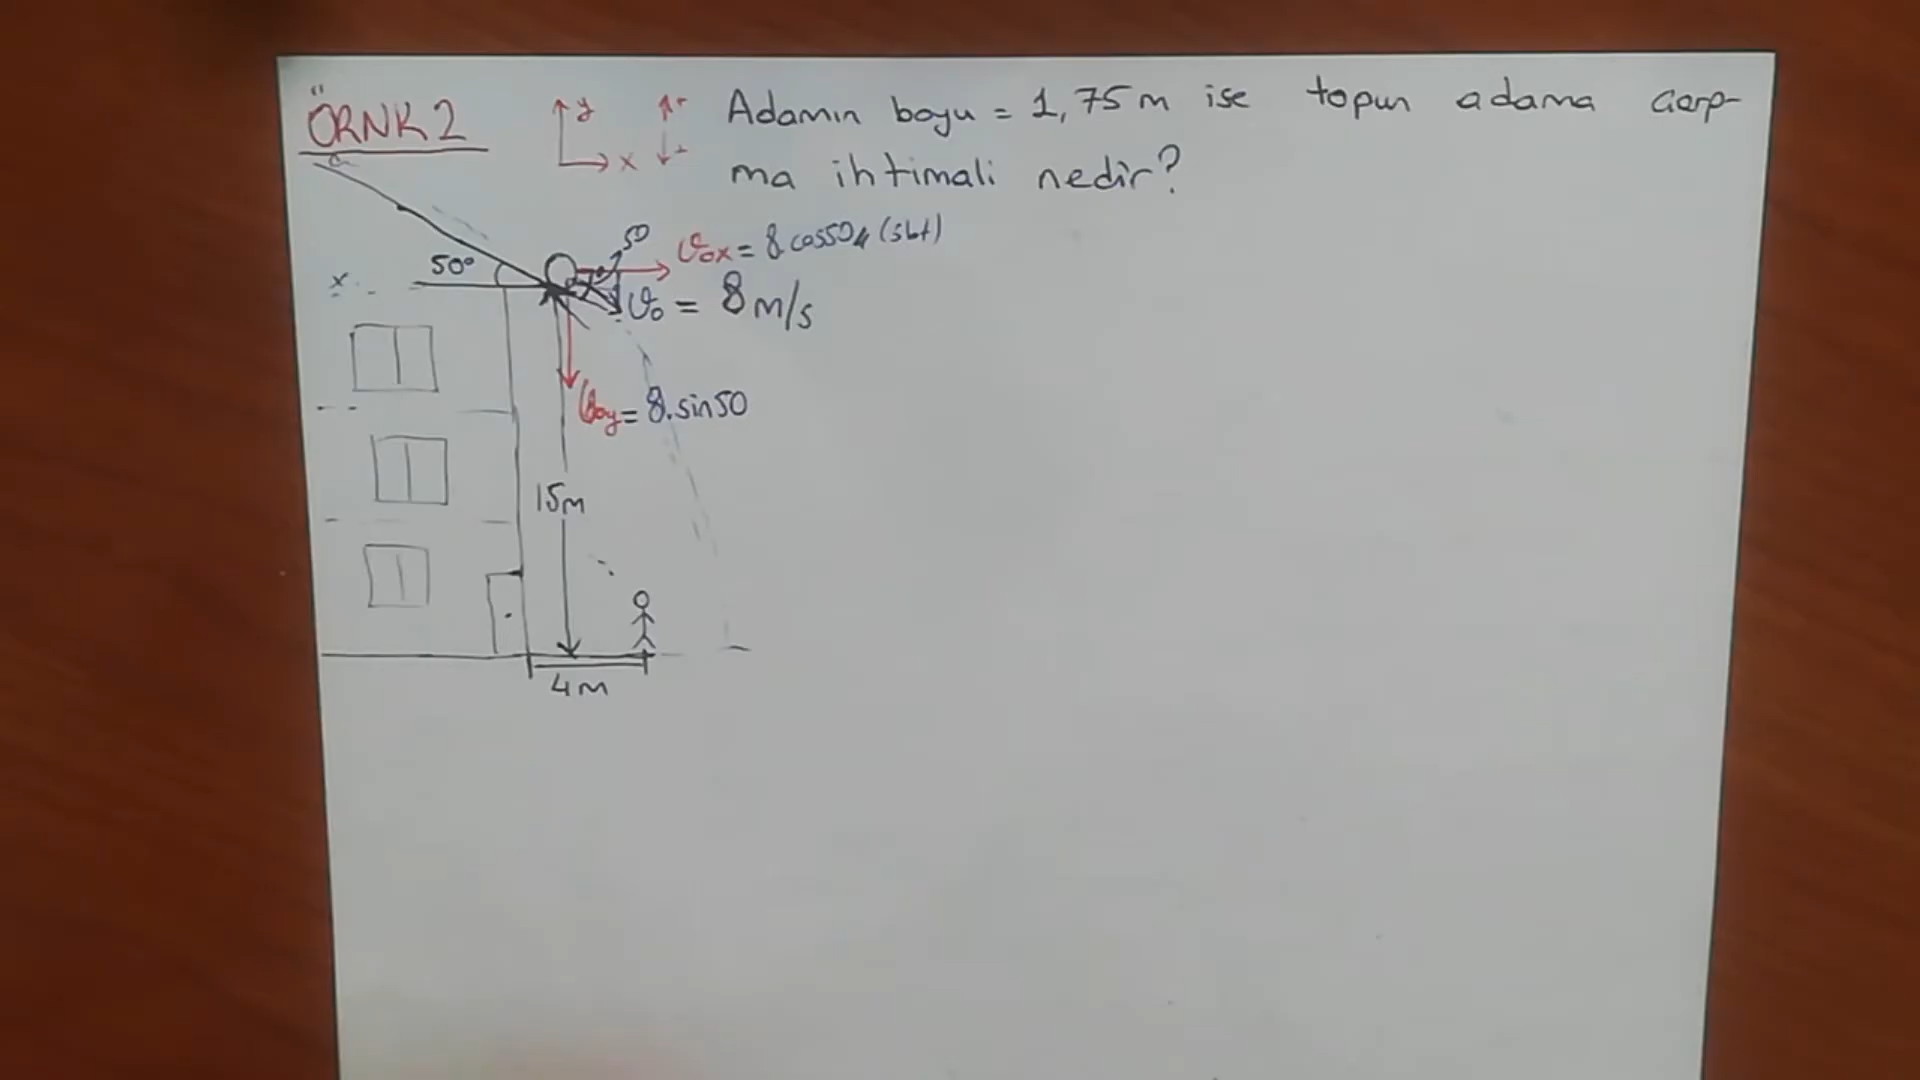 ÖRNK 2
y
x
+
-
Adamın boyu = 1,75 m ise topun adama çarp-
ma ihtimali nedir?
50
50°
x
V₀x = 8 cos50 (sbt)
V₀ = 8 m/s
V₀y = 8.sin50
15m
4m